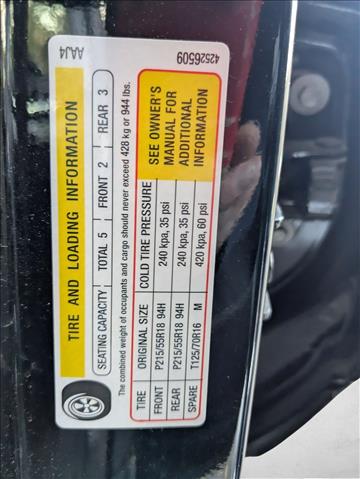 AAJ4
42526509
TIRE AND LOADING INFORMATION
SEATING CAPACITY TOTAL 5 FRONT 2 REAR 3
The combined weight of occupants and cargo should never exceed 428 kg or 944 lbs.
TIRE ORIGINAL SIZE COLD TIRE PRESSURE
FRONT P215/55R18 94H 240 kpa, 35 psi
REAR P215/55R18 94H 240 kpa, 35 psi
SPARE T125/70R16 M 420 kpa, 60 psi
SEE OWNER'S
MANUAL FOR
ADDITIONAL
INFORMATION